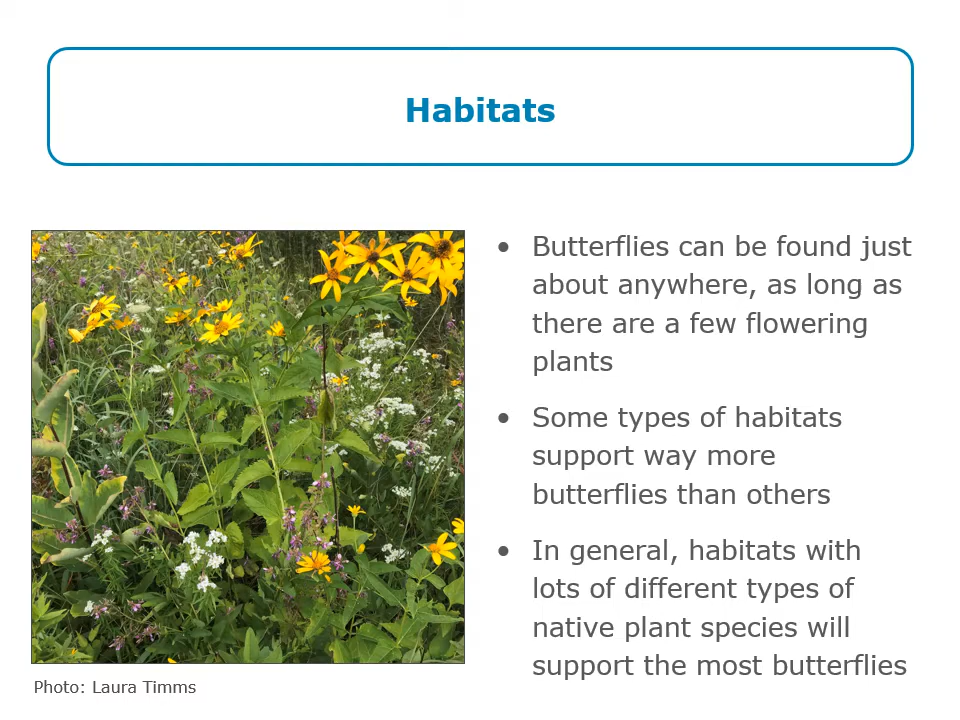 Habitats
• Butterflies can be found just
about anywhere, as long as
there are a few flowering
plants
• Some types of habitats
support way more
butterflies than others
• In general, habitats with
lots of different types of
native plant species will
support the most butterflies
Photo: Laura Timms